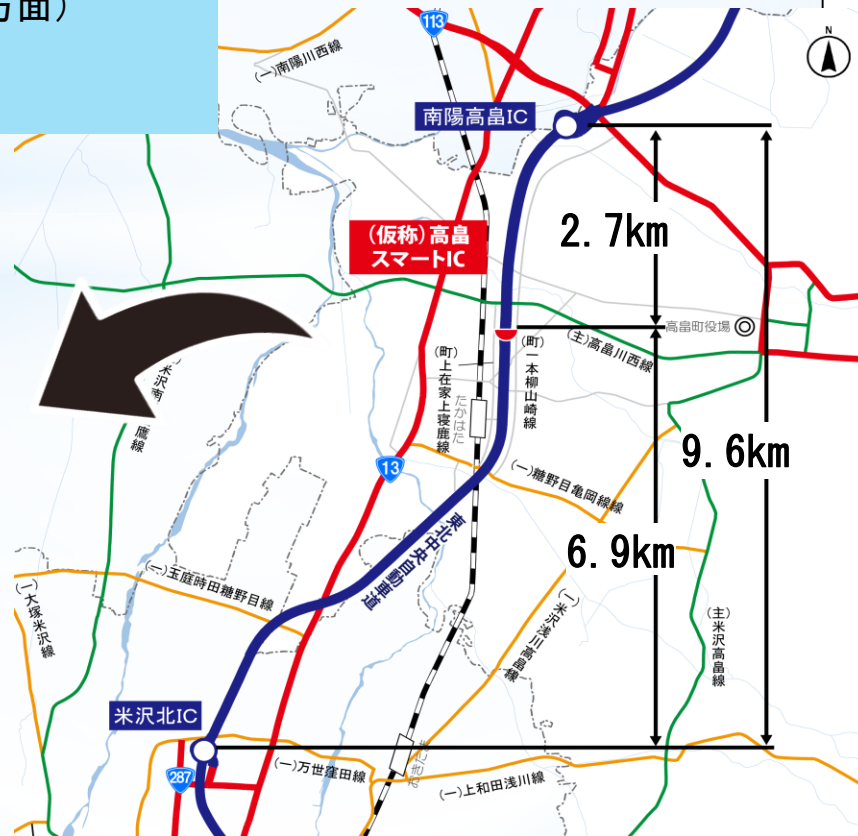 方面）
N
113
(一)南陽川西線
南陽高畠IC
2.7km
(仮称)高畠
スマートIC
高畠町役場
(主)高畠川西線
(町)一本柳山崎線
(町)上在家上寝鹿線
たかはた
13
9.6km
(一)糖野目亀岡線線
6.9km
東北中央自動車道
(一)玉庭時田糖野目線
(一)大塚米沢線
(一)米沢浅川高畠線
(主)米沢高畠線
米沢北IC
おきたま
287
(一)万世窪田線
(一)上和田浅川線